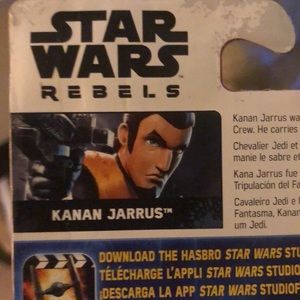 STAR
WARS
REBELS
KANAN JARRUS™
Kanan Jarrus wa
Crew. He carries
Chevalier Jedi et
manie le sabre et
Kana Jarrus fue
Tripulación del Fa
Cavaleiro Jedi e l
Fantasma, Kanan
um Jedi.
DOWNLOAD THE HASBRO STAR WARS STU
TÉLÉCHARGE L'APPLI STAR WARS STUDIO
¡DESCARGA LA APP STAR WARS STUDIOF